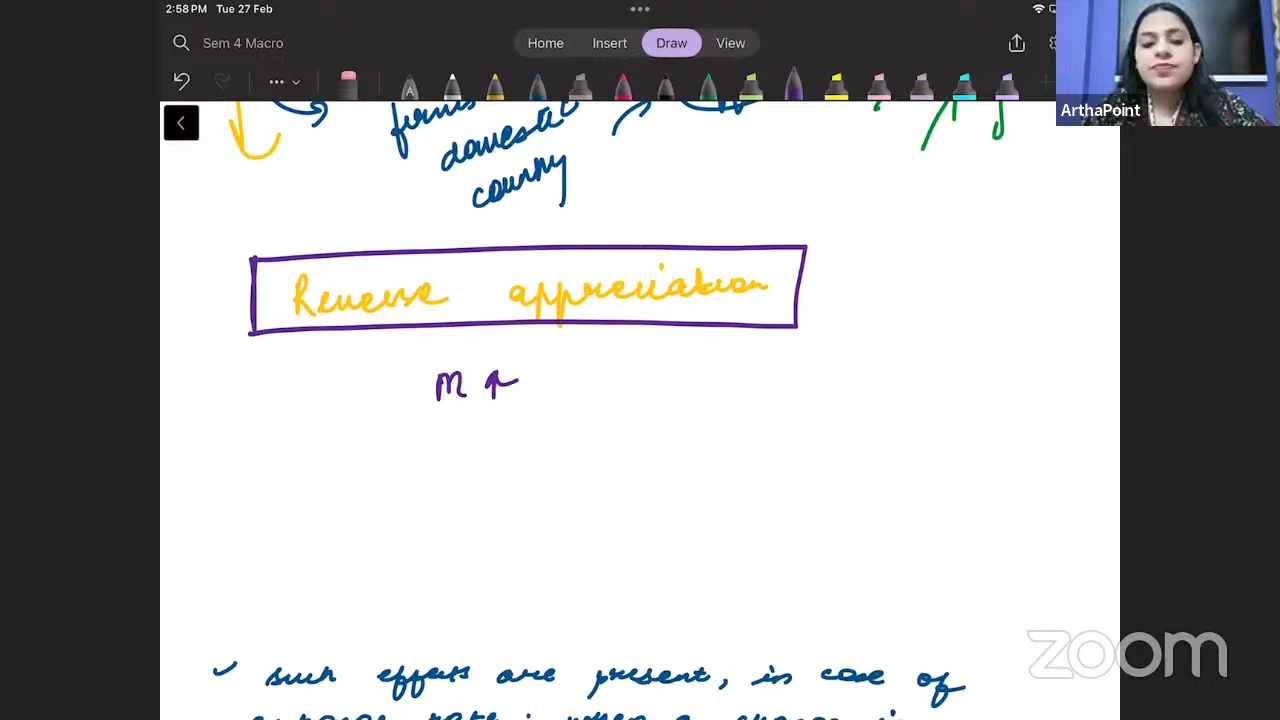 2:58 PM Tue 27 Feb
Sem 4 Macro
Home Insert Draw View
A
ArthaPoint
domestic
country
Reverse appreciation
M ↑
✓ such effects are present, in case of
zoom